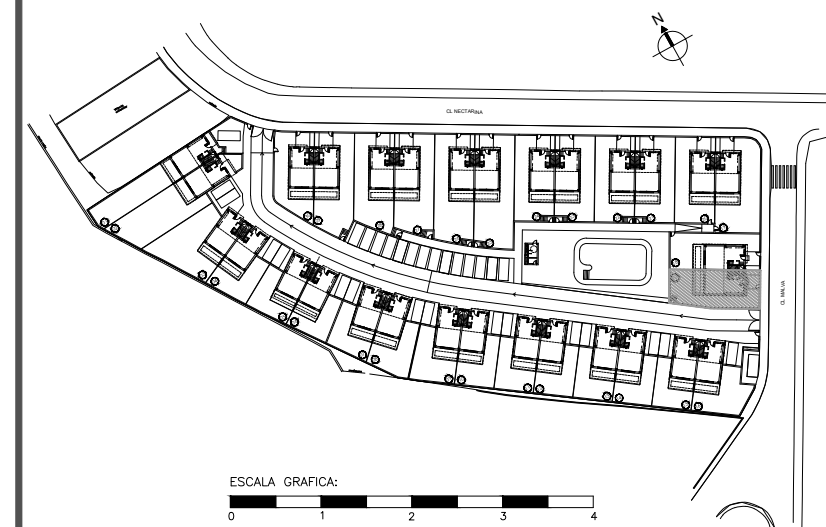 N
CL NECTARINA
CL MALVA
ESCALA GRAFICA:
0 1 2 3 4